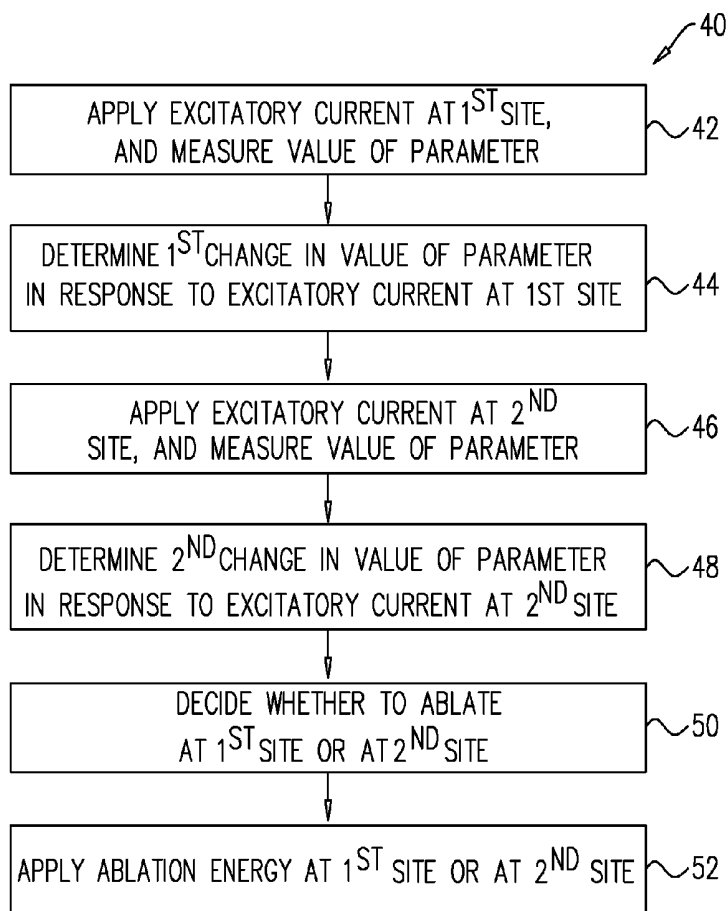 40
APPLY EXCITATORY CURRENT AT 1ST SITE,
AND MEASURE VALUE OF PARAMETER
42
DETERMINE 1ST CHANGE IN VALUE OF PARAMETER
IN RESPONSE TO EXCITATORY CURRENT AT 1ST SITE
44
APPLY EXCITATORY CURRENT AT 2ND
SITE, AND MEASURE VALUE OF PARAMETER
46
DETERMINE 2ND CHANGE IN VALUE OF PARAMETER
IN RESPONSE TO EXCITATORY CURRENT AT 2ND SITE
48
DECIDE WHETHER TO ABLATE
AT 1ST SITE OR AT 2ND SITE
50
APPLY ABLATION ENERGY AT 1ST SITE OR AT 2ND SITE
52